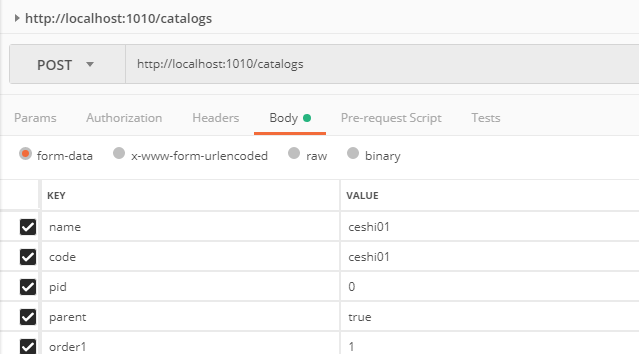 http://localhost:1010/catalogs
POST http://localhost:1010/catalogs
Params Authorization Headers Body Pre-request Script Tests
form-data x-www-form-urlencoded raw binary
KEY VALUE
name ceshi01
code ceshi01
pid 0
parent true
order1 1